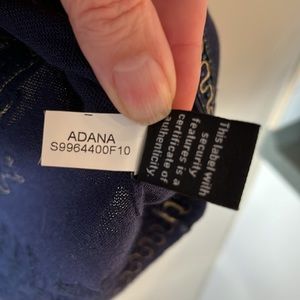 ADANA
S9964400F10
This label with
security
features is a
certificate of
authenticity.